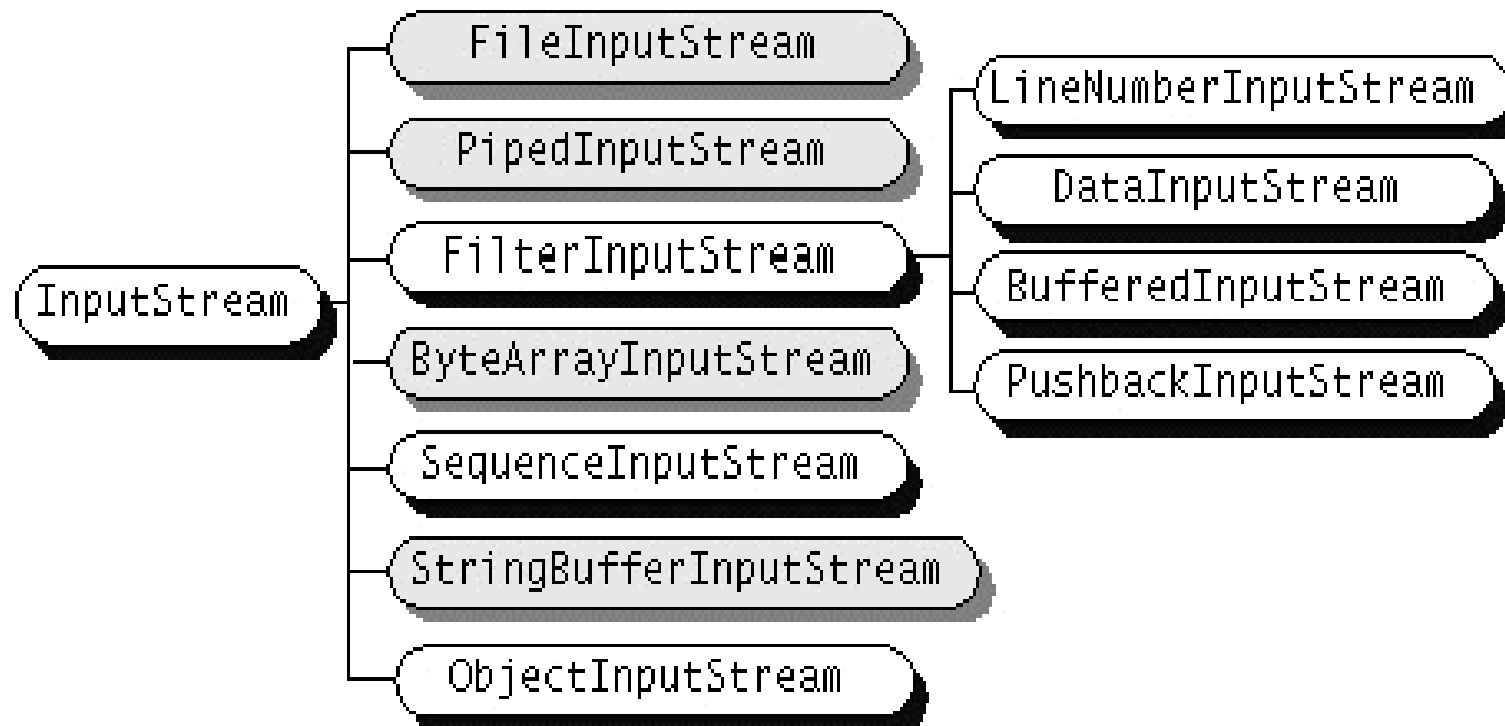 InputStream
FileInputStream
PipedInputStream
FilterInputStream
ByteArrayInputStream
SequenceInputStream
StringBufferInputStream
ObjectInputStream
LineNumberInputStream
DataInputStream
BufferedInputStream
PushbackInputStream